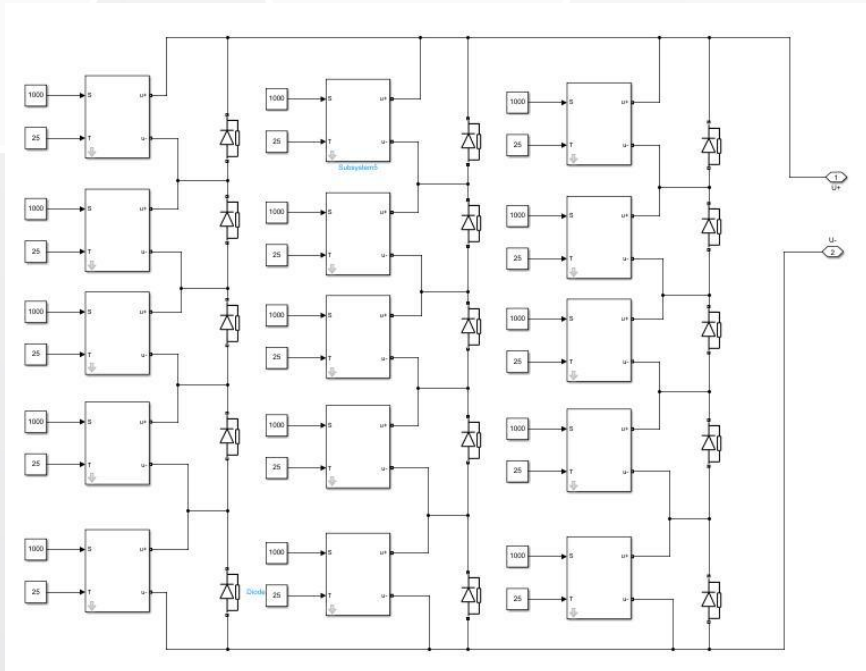 1000 S u+ 1000 S u+ 1000 S u+
25 T u- 25 T u- 25 T u-
Subsystem5
1
U+
1000 S u+ 1000 S u+ 1000 S u+
U-
25 T u- 25 T u- 25 T u-
2
1000 S u+ 1000 S u+ 1000 S u+
25 T u- 25 T u- 25 T u-
1000 S u+ 1000 S u+ 1000 S u+
25 T u- 25 T u- 25 T u-
1000 S u+ 1000 S u+ 1000 S u+
25 T u- Diode 25 T u- 25 T u-